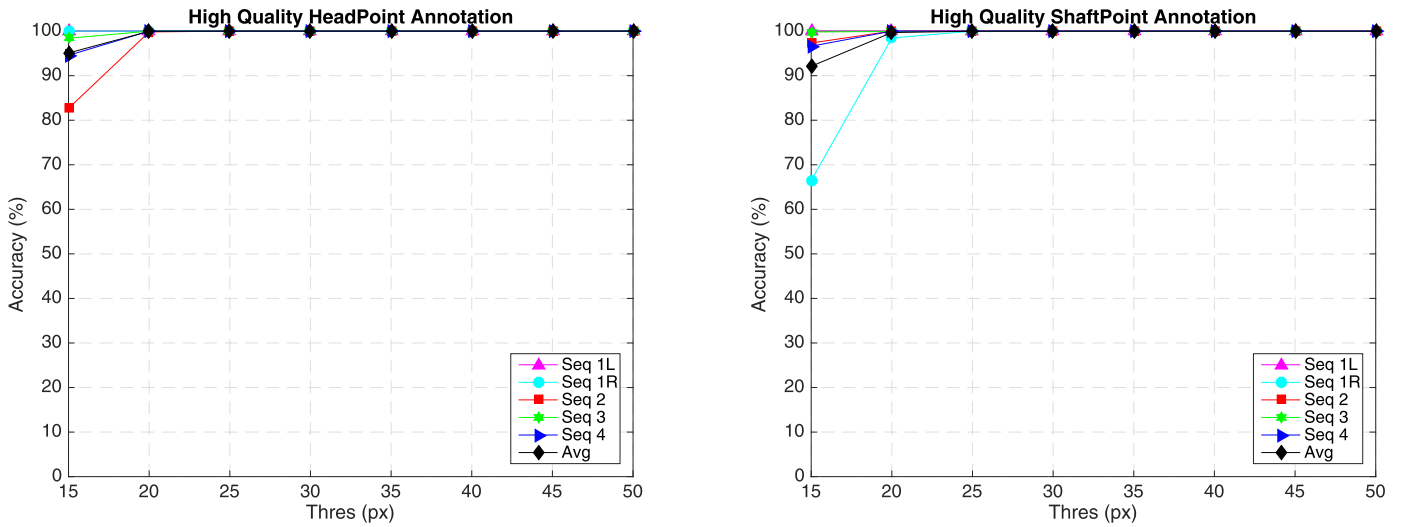 High Quality HeadPoint Annotation
100
90
80
70
60
50
40
30
20
10
0
Accuracy (%)
15 20 25 30 35 40 45 50
Thres (px)
Seq 1L
Seq 1R
Seq 2
Seq 3
Seq 4
Avg
High Quality ShaftPoint Annotation
100
90
80
70
60
50
40
30
20
10
0
Accuracy (%)
15 20 25 30 35 40 45 50
Thres (px)
Seq 1L
Seq 1R
Seq 2
Seq 3
Seq 4
Avg